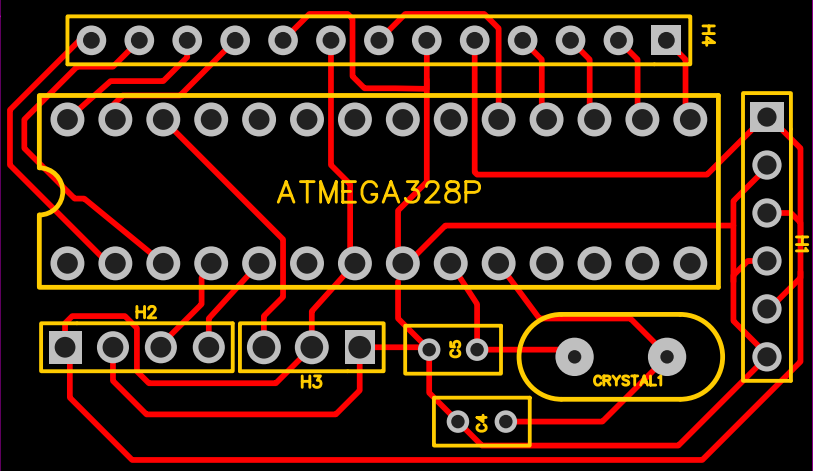 H4
ATMEGA328P
H1
H2
H3
C5
CRYSTAL1
C4